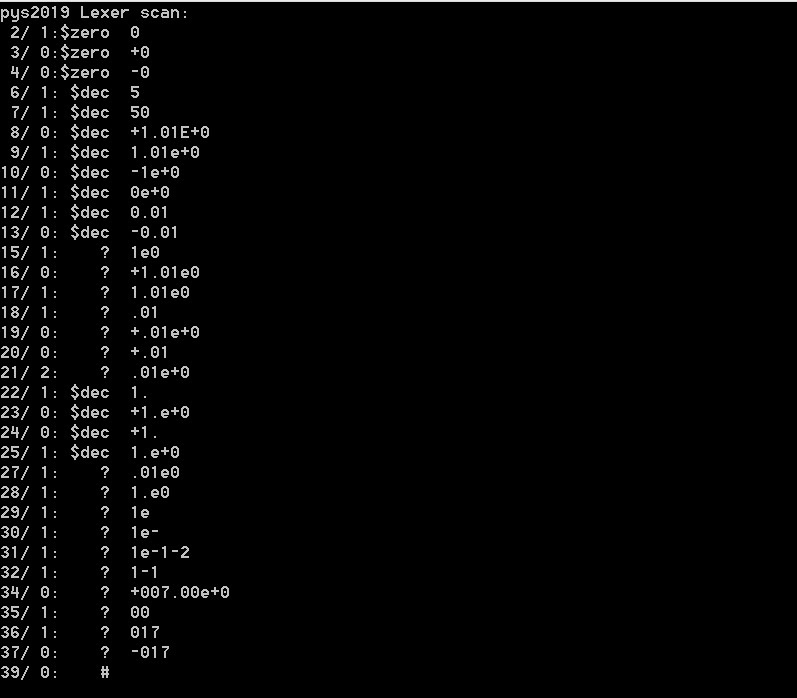 pys2019 Lexer scan:
 2/ 1:$zero  0
 3/ 0:$zero  +0
 4/ 0:$zero  -0
 6/ 1: $dec  5
 7/ 1: $dec  50
 8/ 0: $dec  +1.01E+0
 9/ 1: $dec  1.01e+0
10/ 0: $dec  -1e+0
11/ 1: $dec  0e+0
12/ 1: $dec  0.01
13/ 0: $dec  -0.01
15/ 1:    ?  1e0
16/ 0:    ?  +1.01e0
17/ 1:    ?  1.01e0
18/ 1:    ?  .01
19/ 0:    ?  +.01e+0
20/ 0:    ?  +.01
21/ 2:    ?  .01e+0
22/ 1: $dec  1.
23/ 0: $dec  +1.e+0
24/ 0: $dec  +1.
25/ 1: $dec  1.e+0
27/ 1:    ?  .01e0
28/ 1:    ?  1.e0
29/ 1:    ?  1e
30/ 1:    ?  1e-
31/ 1:    ?  1e-1-2
32/ 1:    ?  1-1
34/ 0:    ?  +007.00e+0
35/ 1:    ?  00
36/ 1:    ?  017
37/ 0:    ?  -017
39/ 0:    #